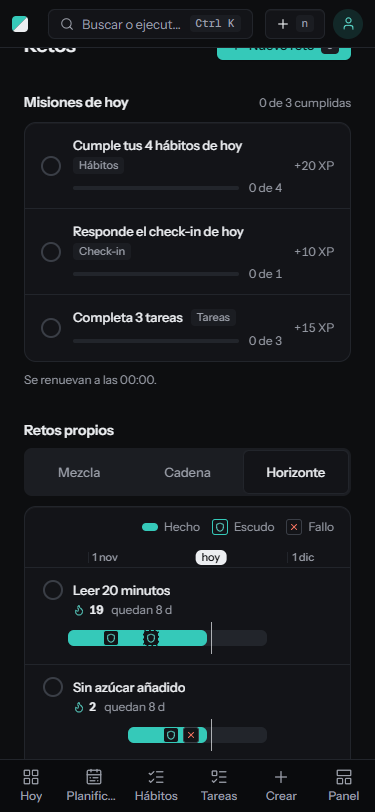 Buscar o ejecut... Ctrl K
n
Retos
Nuevo reto
Misiones de hoy
0 de 3 cumplidas
Cumple tus 4 hábitos de hoy
Hábitos
+20 XP
0 de 4
Responde el check-in de hoy
Check-in
+10 XP
0 de 1
Completa 3 tareas Tareas
+15 XP
0 de 3
Se renuevan a las 00:00.
Retos propios
Mezcla Cadena Horizonte
Hecho Escudo Fallo
1 nov hoy 1 dic
Leer 20 minutos
19 quedan 8 d
Sin azúcar añadido
2 quedan 8 d
Hoy Planific... Hábitos Tareas Crear Panel